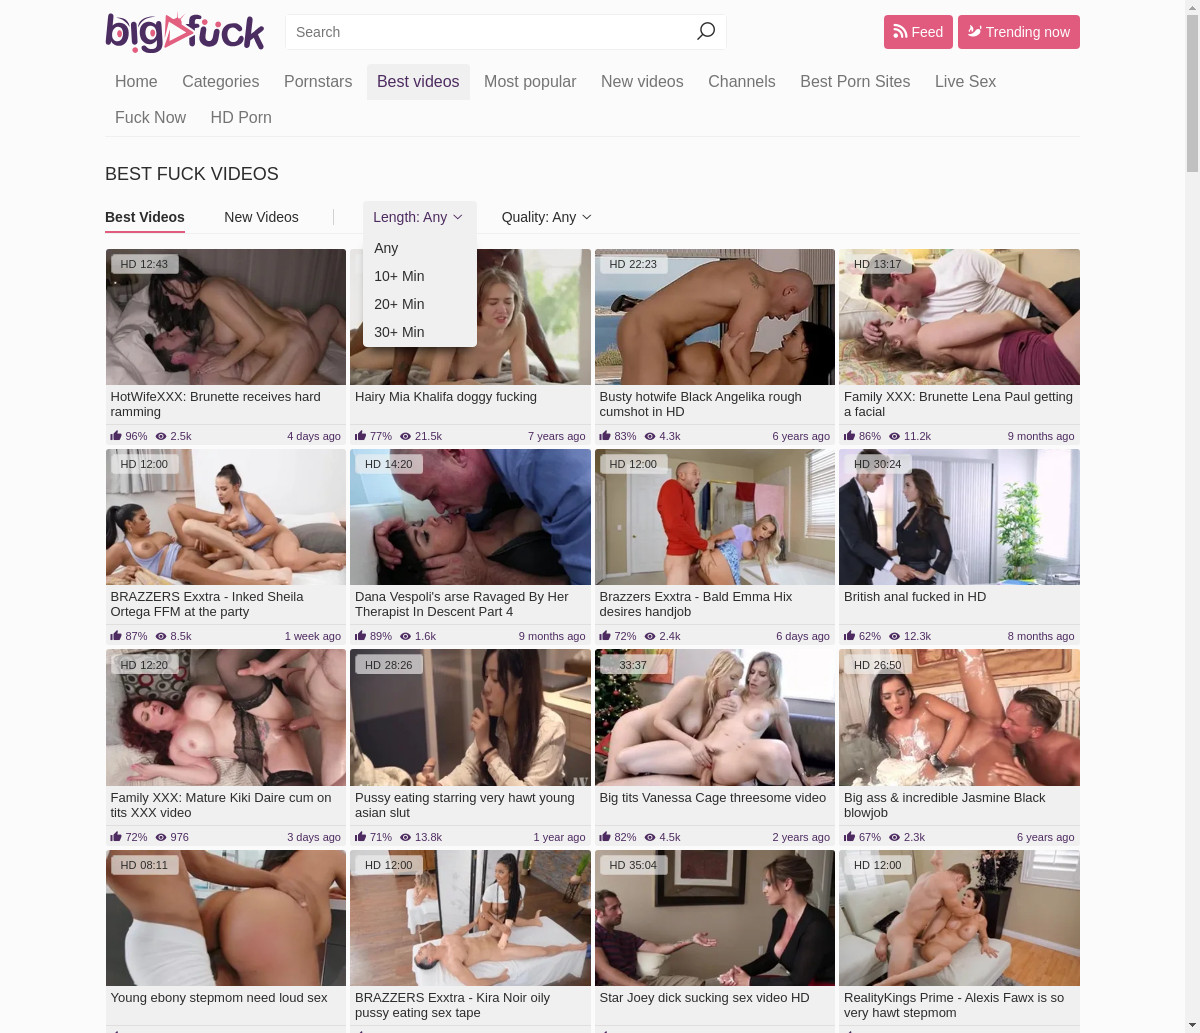 big fuck
Search
Feed
Trending now
Home Categories Pornstars Best videos Most popular New videos Channels Best Porn Sites Live Sex
Fuck Now HD Porn
BEST FUCK VIDEOS
Best Videos New Videos Length: Any Quality: Any
Any
10+ Min
20+ Min
30+ Min
HD 12:43
HotWifeXXX: Brunette receives hard
ramming
96% 2.5k 4 days ago
Hairy Mia Khalifa doggy fucking
77% 21.5k 7 years ago
HD 22:23
Busty hotwife Black Angelika rough
cumshot in HD
83% 4.3k 6 years ago
HD 13:17
Family XXX: Brunette Lena Paul getting
a facial
86% 11.2k 9 months ago
HD 12:00
BRAZZERS Exxtra - Inked Sheila
Ortega FFM at the party
87% 8.5k 1 week ago
HD 14:20
Dana Vespoli's arse Ravaged By Her
Therapist In Descent Part 4
89% 1.6k 9 months ago
HD 12:00
Brazzers Exxtra - Bald Emma Hix
desires handjob
72% 2.4k 6 days ago
HD 30:24
British anal fucked in HD
62% 12.3k 8 months ago
HD 12:20
Family XXX: Mature Kiki Daire cum on
tits XXX video
72% 976 3 days ago
HD 28:26
AV
Pussy eating starring very hawt young
asian slut
71% 13.8k 1 year ago
33:37
Big tits Vanessa Cage threesome video
82% 4.5k 2 years ago
HD 26:50
Big ass & incredible Jasmine Black
blowjob
67% 2.3k 6 years ago
HD 08:11
Young ebony stepmom need loud sex
HD 12:00
BRAZZERS Exxtra - Kira Noir oily
pussy eating sex tape
HD 35:04
Star Joey dick sucking sex video HD
HD 12:00
RealityKings Prime - Alexis Fawx is so
very hawt stepmom